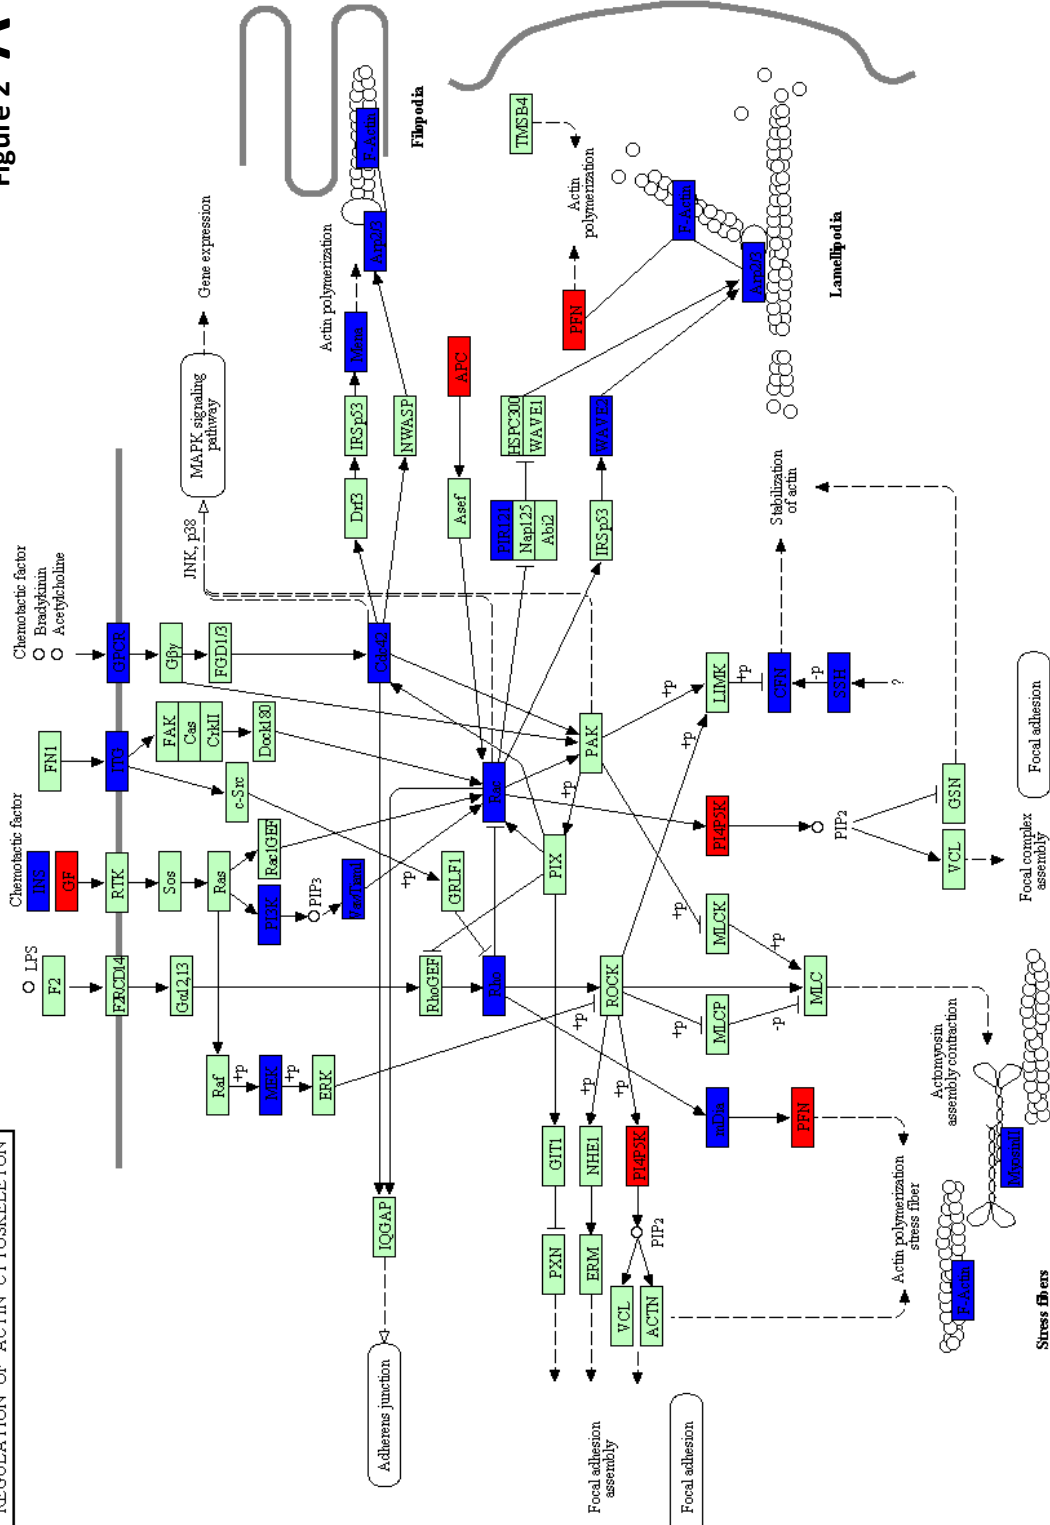 Figure 2 A
REGULATION OF ACTIN CYTOSKELETON
Chemotactic factor
Bradykinin
Acetylcholine
GPCR
Gβγ
FGD1/3
Cdc42
FN1
ITG
FAK
Cas
CrkII
Dock180
c-Src
Chemotactic factor
INS
GF
RTK
Sos
Ras
Rac1GEF
PI3K
PIP3
Vav/Tiam1
LPS
F2
F2R
CD14
Gα12,13
RhoGEF
GRLF1
Rho
Rac
PIX
PAK
Raf
+p
MEK
+p
ERK
JNK, p38
MAPK signaling
pathway
Gene expression
Drf3
IRSp53
Mena
Actin polymerization
NWASP
Arp2/3
F-Actin
Filopodia
APC
Asef
PIR121
Nap125
Abi2
HSPC300
WAVE1
IRSp53
WAVE2
PFN
Actin
polymerization
TMSB4
F-Actin
Arp2/3
Lamellipodia
+p
+p
+p
+p
+p
LIMK
+p
CFN
-p
SSH
?
Stabilization
of actin
PI4P5K
PIP2
VCL
GSN
Focal complex
assembly
Focal adhesion
ROCK
+p
+p
MLCK
+p
MLCP
-p
MLC
Actomyosin
assembly contraction
MyosinII
+p
+p
mDia
PFN
Actin polymerization
stress fiber
F-Actin
Stress fibers
IQGAP
Adherens junction
GIT1
PXN
NHE1
ERM
PI4P5K
PIP2
VCL
ACTN
Focal adhesion
assembly
Focal adhesion